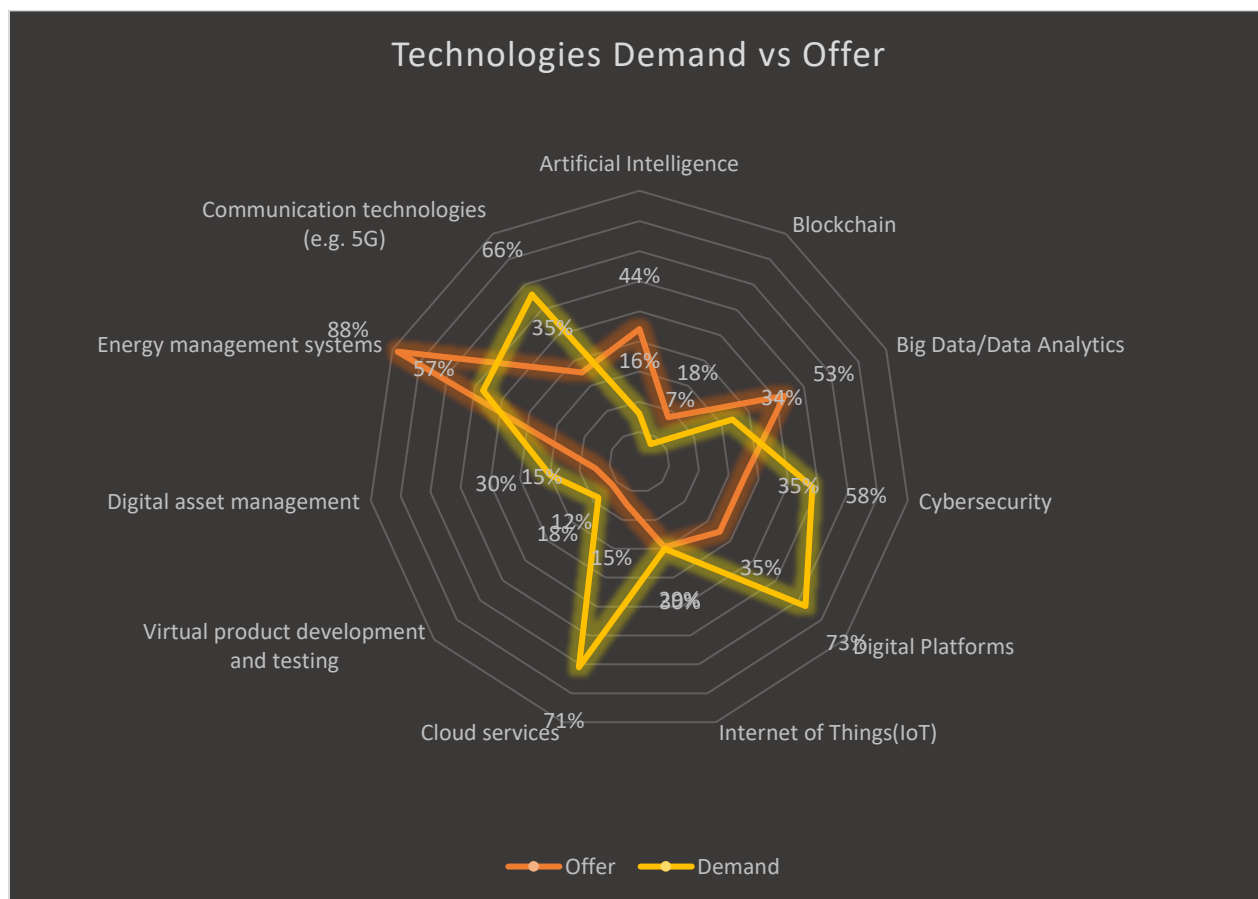 Technologies Demand vs Offer
Artificial Intelligence
Blockchain
Big Data/Data Analytics
Cybersecurity
Digital Platforms
Internet of Things(IoT)
Cloud services
Virtual product development
and testing
Digital asset management
Energy management systems
Communication technologies
(e.g. 5G)
44%
18%
53%
35%
35%
30%
15%
12%
15%
88%
35%
16%
7%
34%
58%
73%
71%
18%
30%
57%
66%
Offer
Demand